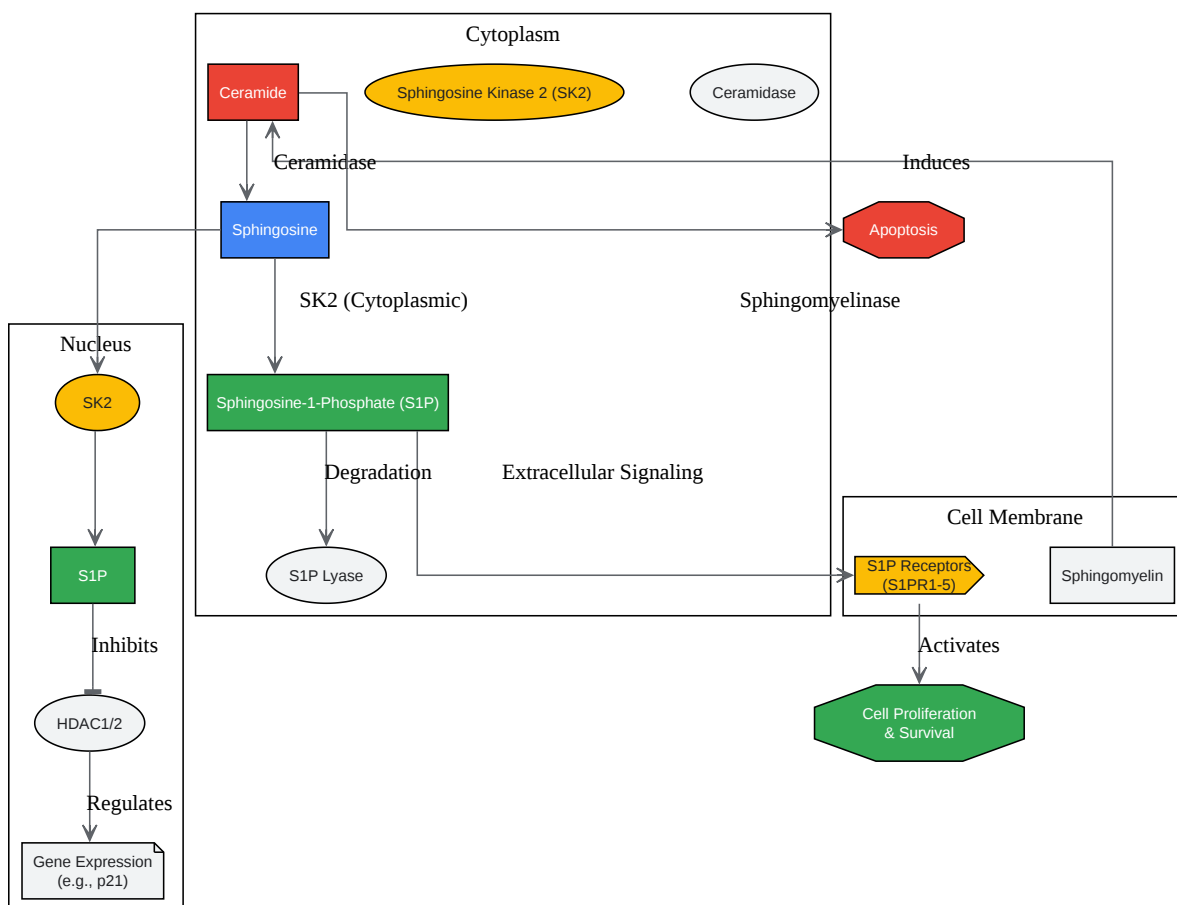 Cytoplasm
Ceramide
Sphingosine Kinase 2 (SK2)
Ceramidase
Ceramidase
Induces
Sphingosine
Apoptosis
SK2 (Cytoplasmic)
Sphingomyelinase
Nucleus
SK2
Sphingosine-1-Phosphate (S1P)
Degradation
Extracellular Signaling
Cell Membrane
S1P
S1P Lyase
S1P Receptors
(S1PR1-5)
Sphingomyelin
Inhibits
Activates
HDAC1/2
Cell Proliferation
& Survival
Regulates
Gene Expression
(e.g., p21)